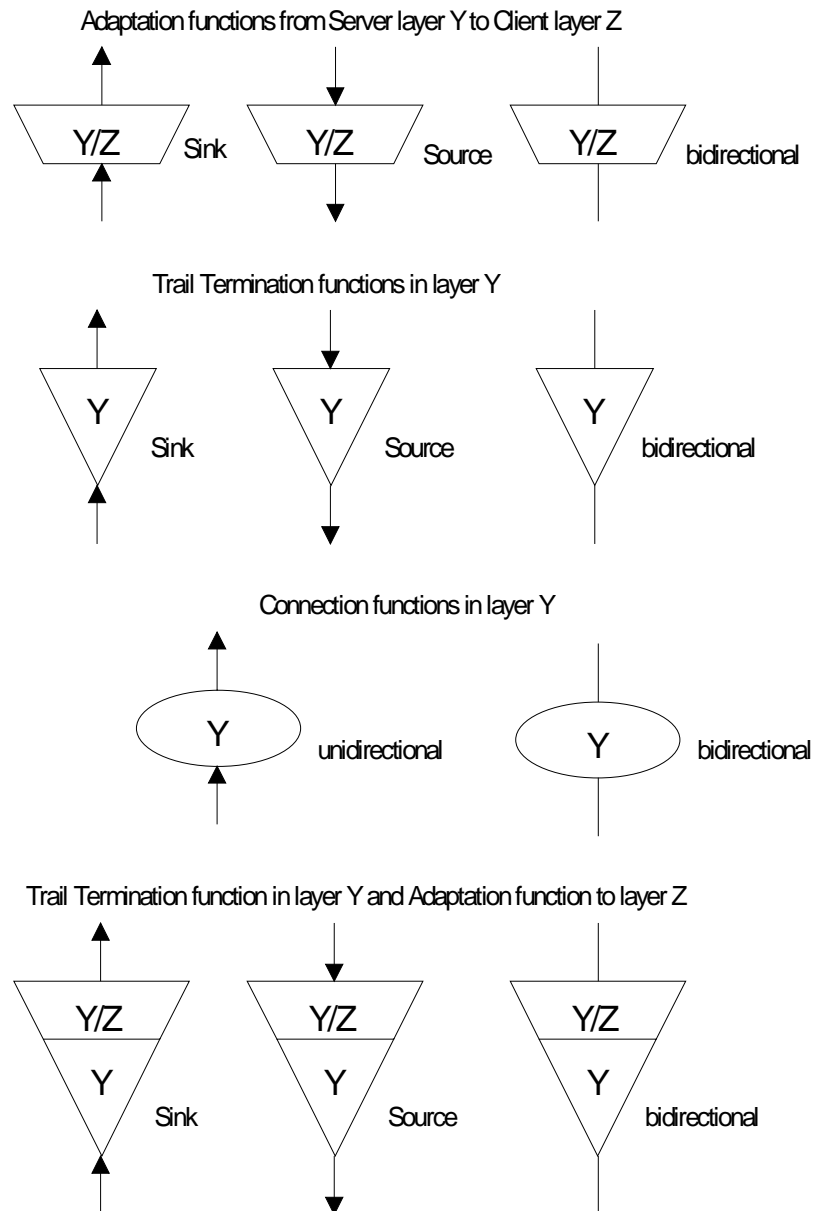 Adaptation functions from Server layer Y to Client layer Z
Y/Z Sink Y/Z Source Y/Z bidirectional
Trail Termination functions in layer Y
Y Sink Y Source Y bidirectional
Connection functions in layer Y
Y unidirectional Y bidirectional
Trail Termination function in layer Y and Adaptation function to layer Z
Y/Z Y/Z Y/Z
Y Sink Y Source Y bidirectional